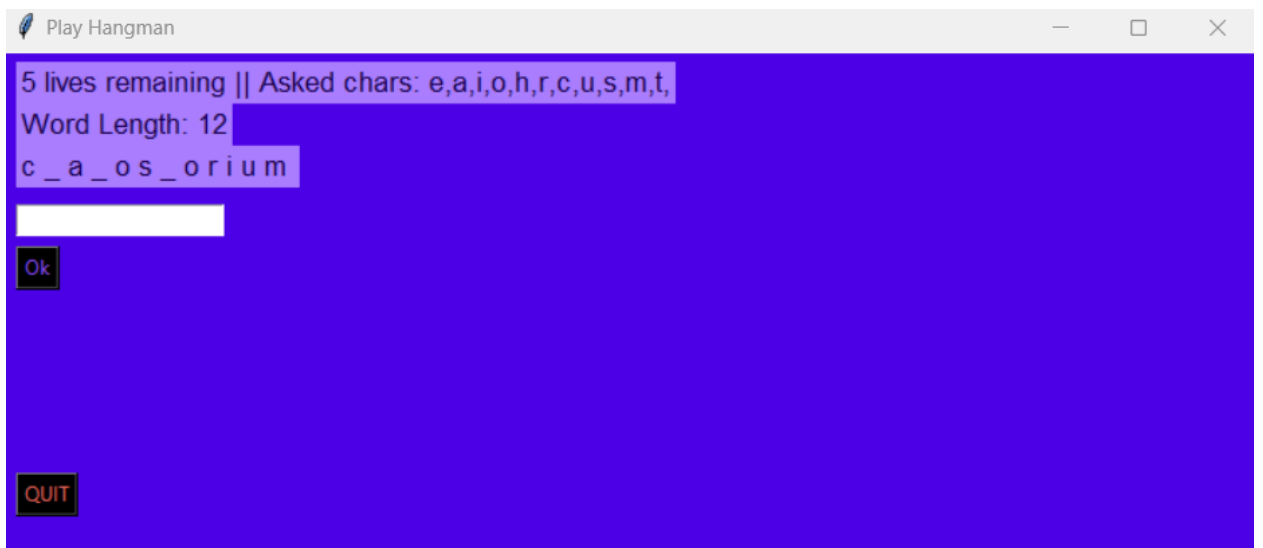 Play Hangman
5 lives remaining || Asked chars: e,a,i,o,h,r,c,u,s,m,t,
Word Length: 12
c _ a _ o s _ o r i u m
Ok
QUIT